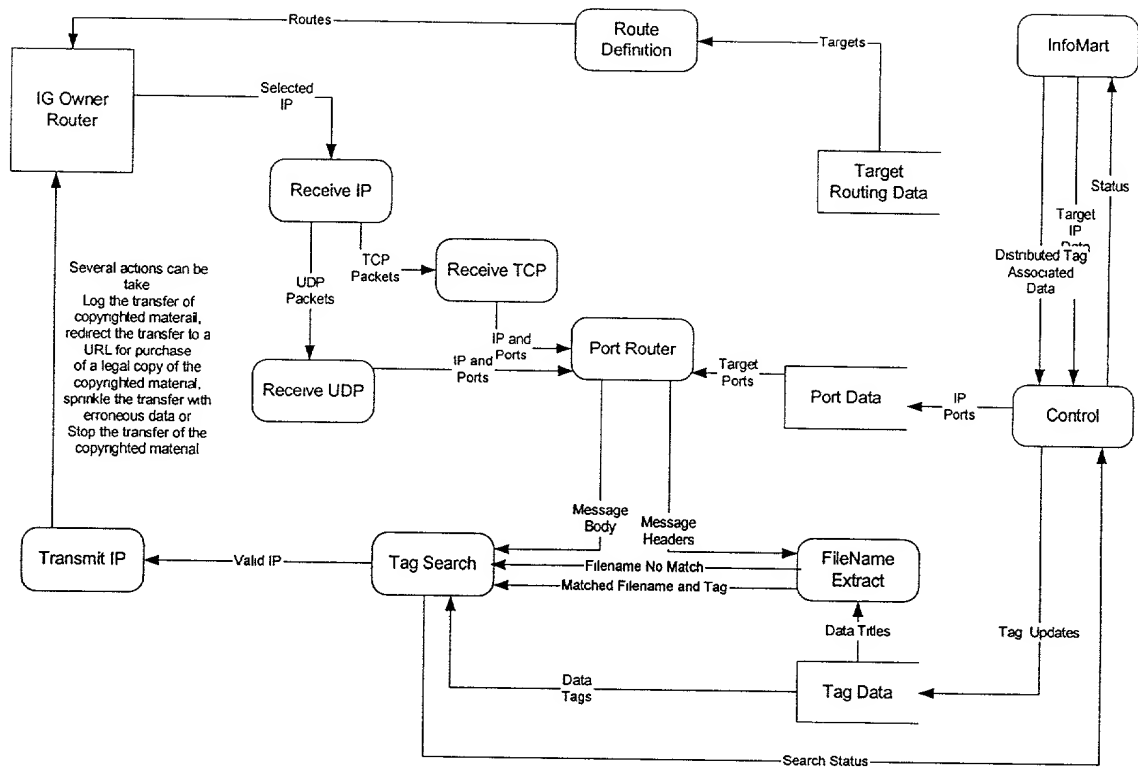 Routes
Route
Definition
Targets
InfoMart
IG Owner
Router
Selected
IP
Receive IP
Target
Routing Data
Status
Target
IP
Data
Distributed Tag
Associated
Data
UDP
Packets
TCP
Packets
Receive TCP
Several actions can be
take
Log the transfer of
copyrighted materail,
redirect the transfer to a
URL for purchase
of a legal copy of the
copyrighted material,
sprinkle the transfer with
erroneous data or
Stop the transfer of the
copyrighted material
IP and
Ports
Receive UDP
IP and
Ports
Port Router
Target
Ports
Port Data
IP
Ports
Control
Message
Body
Message
Headers
Transmit IP
Valid IP
Tag Search
Filename No Match
Matched Filename and Tag
FileName
Extract
Data Titles
Tag Updates
Data
Tags
Tag Data
Search Status